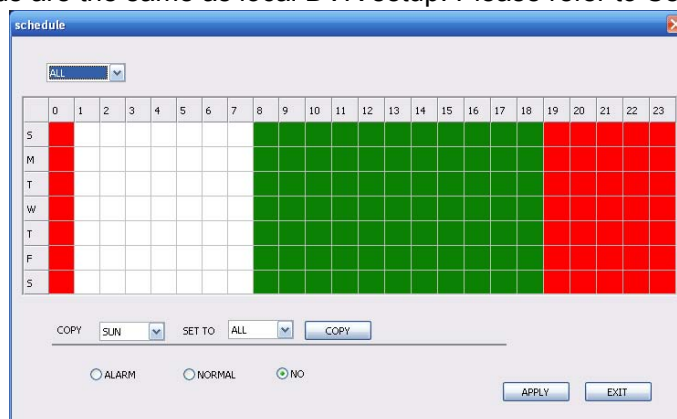 are the same as local DVR setup. Please refer to
schedule
ALL
0 1 2 3 4 5 6 7 8 9 10 11 12 13 14 15 16 17 18 19 20 21 22 23
S
M
T
W
T
F
S
COPY SUN SET TO ALL COPY
ALARM NORMAL NO
APPLY EXIT